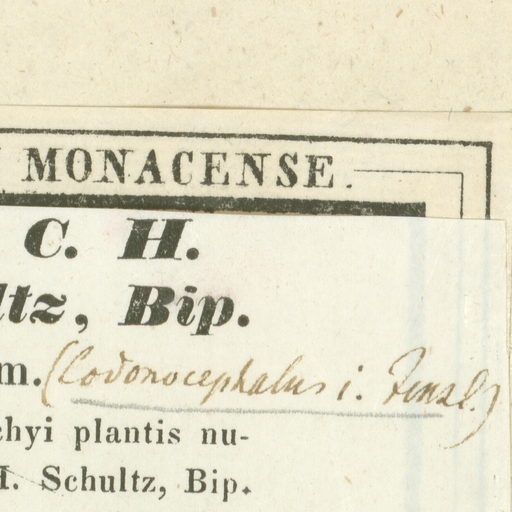 MONACENSE.
C. H.
ltz, Bip.
m. (Codonocephalus i. Fenzl.)
chyi plantis nu-
H. Schultz, Bip.